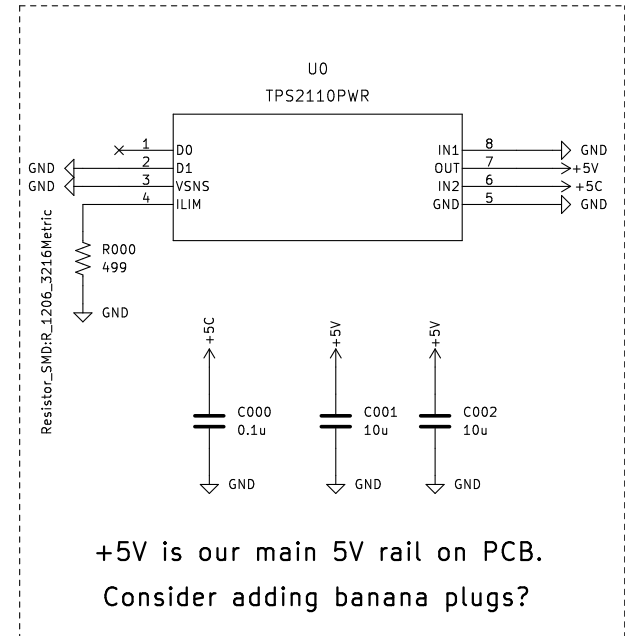 U0
TPS2110PWR
1 D0
2 D1
3 VSNS
4 ILIM
IN1 8
OUT 7
IN2 6
GND 5
GND
GND
GND
+5V
+5C
GND
R000
499
GND
Resistor_SMD:R_1206_3216Metric
+5C
C000
0.1u
GND
+5V
C001
10u
GND
+5V
C002
10u
GND
+5V is our main 5V rail on PCB.
Consider adding banana plugs?